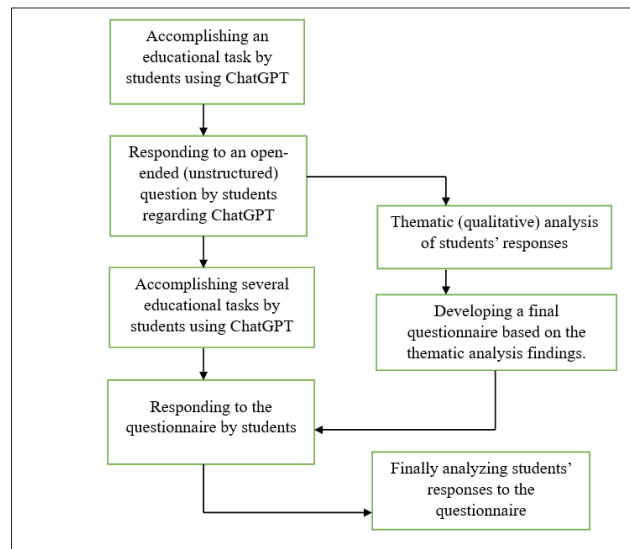 Accomplishing an
educational task by
students using ChatGPT
Responding to an open-
ended (unstructured)
question by students
regarding ChatGPT
Thematic (qualitative) analysis
of students' responses
Accomplishing several
educational tasks by
students using ChatGPT
Developing a final
questionnaire based on
the thematic analysis
findings.
Responding to the
questionnaire by students
Finally analyzing students'
responses to the
questionnaire